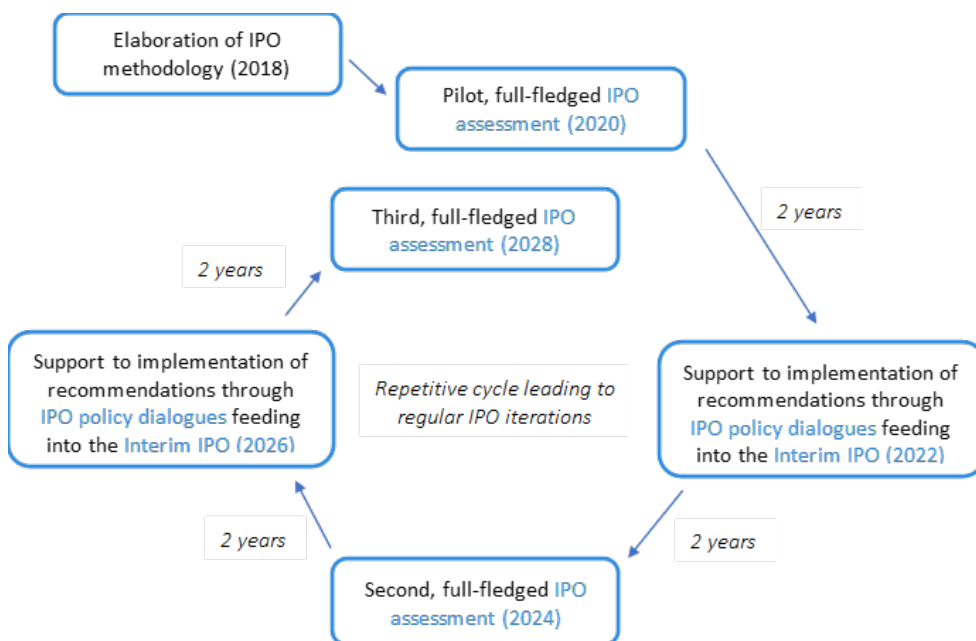 Elaboration of IPO
methodology (2018)
Pilot, full-fledged IPO
assessment (2020)
2 years
Third, full-fledged IPO
assessment (2028)
2 years
Support to implementation of
recommendations through
IPO policy dialogues feeding
into the Interim IPO (2026)
Repetitive cycle leading to
regular IPO iterations
Support to implementation of
recommendations through
IPO policy dialogues feeding
into the Interim IPO (2022)
2 years
2 years
Second, full-fledged IPO
assessment (2024)